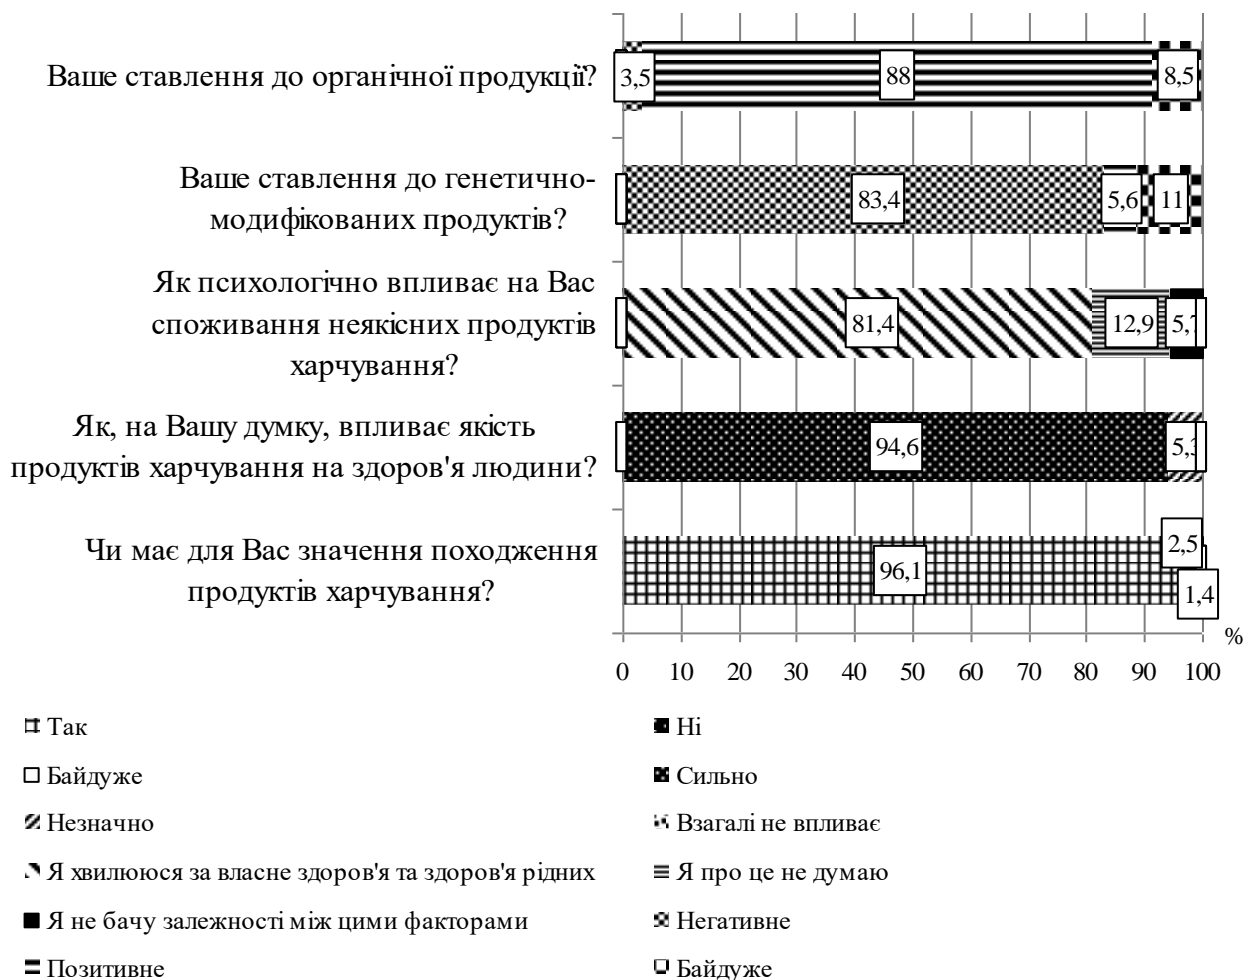 Ваше ставлення до органічної продукції?
3,5 88 8,5
Ваше ставлення до генетично-
модифікованих продуктів?
83,4 5,6 11
Як психологічно впливає на Вас
споживання неякісних продуктів
харчування?
81,4 12,9 5,7
Як, на Вашу думку, впливає якість
продуктів харчування на здоров'я людини?
94,6 5,3
Чи має для Вас значення походження
продуктів харчування?
96,1 2,5 1,4
%
0 10 20 30 40 50 60 70 80 90 100
Так
Ні
Байдуже
Сильно
Незначно
Взагалі не впливає
Я хвилююся за власне здоров'я та здоров'я рідних
Я про це не думаю
Я не бачу залежності між цими факторами
Негативне
Позитивне
Байдуже